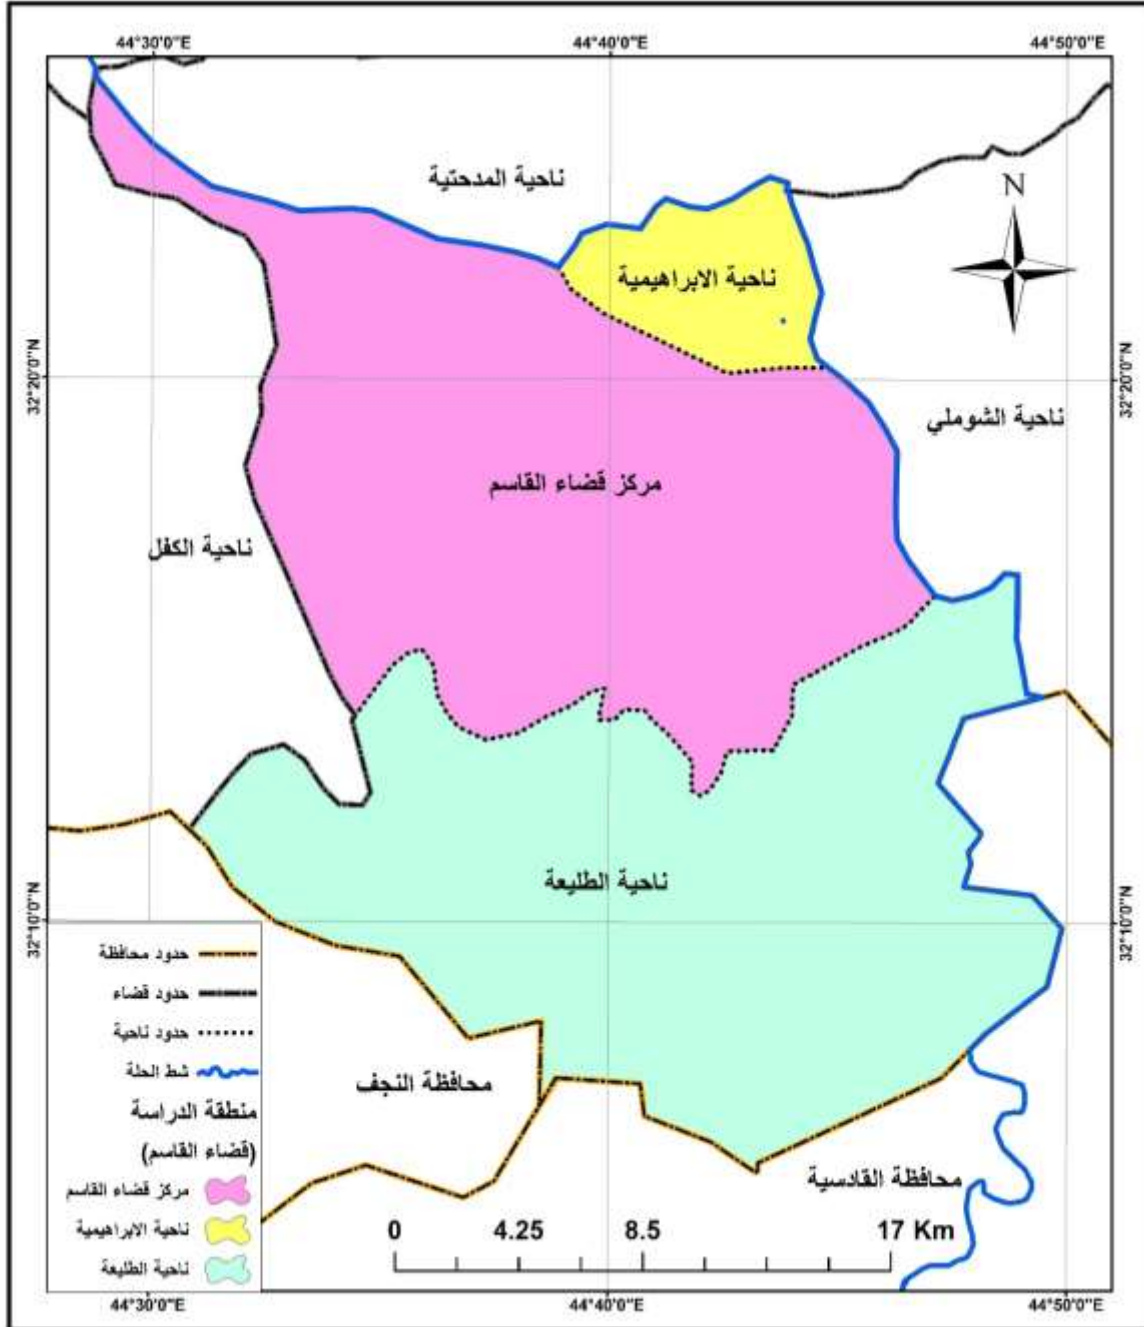 44°30'0"E
44°40'0"E
44°50'0"E
ناحية المدحتية
N
ناحية الابراهيمية
32°20'0"N
32°20'0"N
ناحية الشوملي
مركز قضاء القاسم
ناحية الكفل
ناحية الطليعة
32°10'0"N
32°10'0"N
حدود محافظة
حدود قضاء
حدود ناحية
شط الحلة
منطقة الدراسة
(قضاء القاسم)
مركز قضاء القاسم
ناحية الابراهيمية
ناحية الطليعة
محافظة النجف
محافظة القادسية
0 4.25 8.5 17 Km
44°30'0"E
44°40'0"E
44°50'0"E